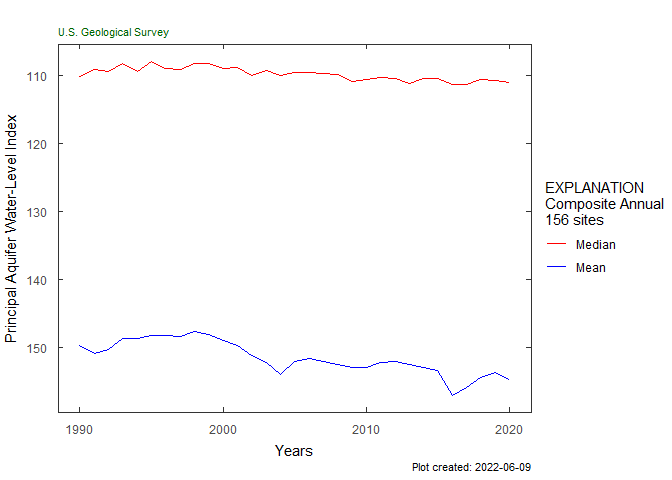 U.S. Geological Survey
Principal Aquifer Water-Level Index
110
120
130
140
150
1990
2000
2010
2020
Years
EXPLANATION
Composite Annual
156 sites
Median
Mean
Plot created: 2022-06-09